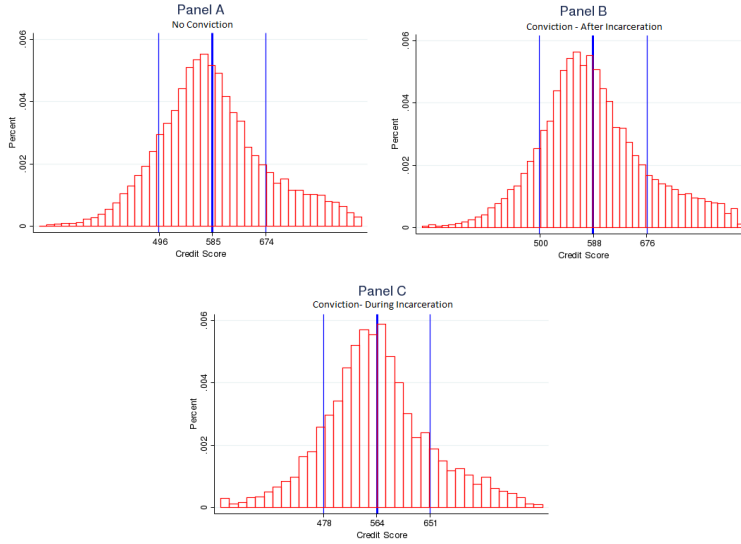 Panel A
No Conviction
.006
.004
.002
0
Percent
496 585 674
Credit Score
Panel B
Conviction - After Incarceration
.006
.004
.002
0
Percent
500 588 676
Credit Score
Panel C
Conviction- During Incarceration
.006
.004
.002
0
Percent
478 564 651
Credit Score